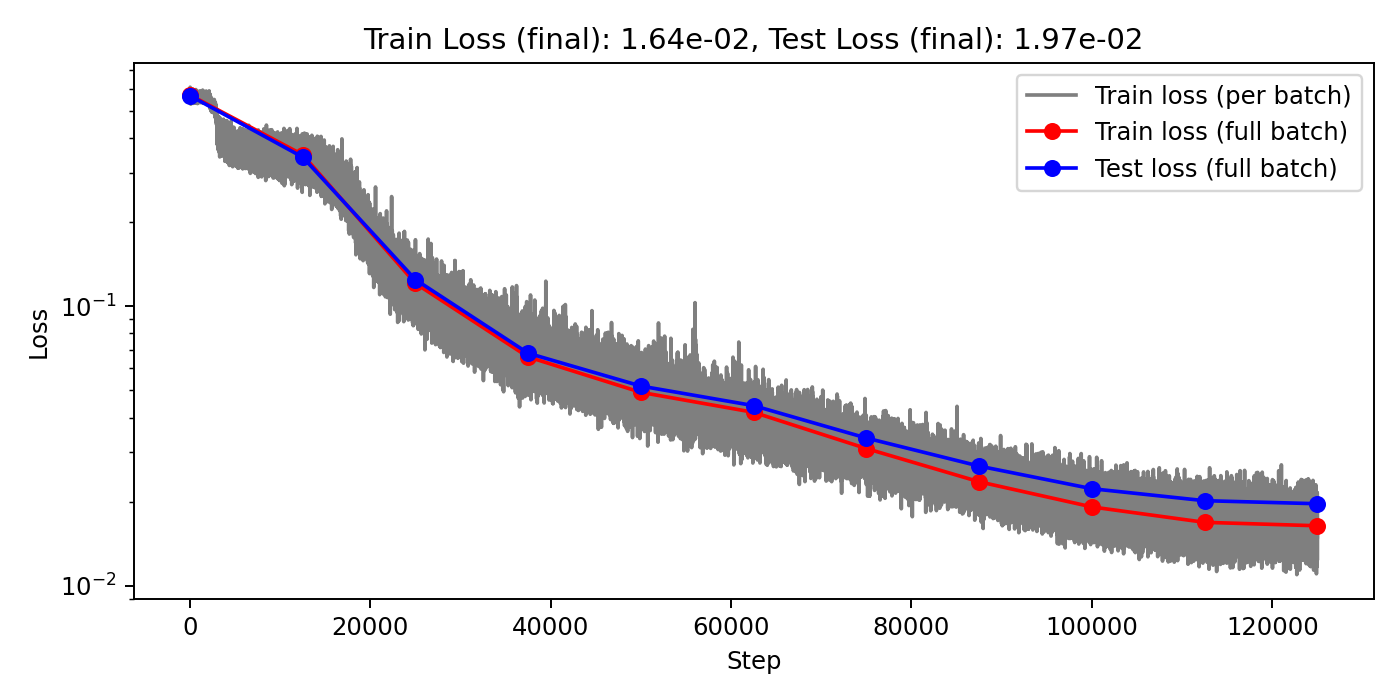 Train Loss (final): 1.64e-02, Test Loss (final): 1.97e-02
Train loss (per batch)
Train loss (full batch)
Test loss (full batch)
Loss
10⁻¹
10⁻²
0 20000 40000 60000 80000 100000 120000
Step